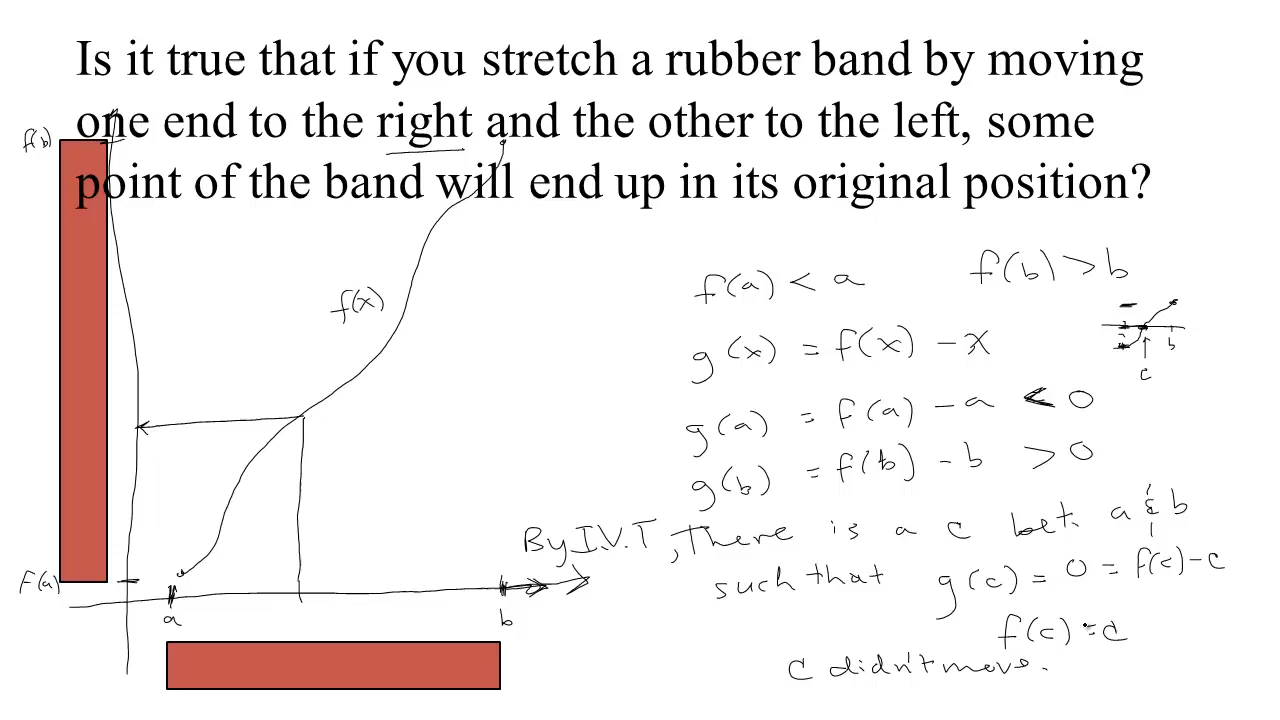 Is it true that if you stretch a rubber band by moving
one end to the right and the other to the left, some
point of the band will end up in its original position?
f(b)
f(x)
F(a)
a
b
f(a) < a
f(b) > b
g(x) = f(x) - x
b
c
g(a) = f(a) - a < 0
g(b) = f(b) - b > 0
By I.V.T, There is a c bet. a & b
such that g(c) = 0 = f(c) - c
f(c) = c
c didn't move.